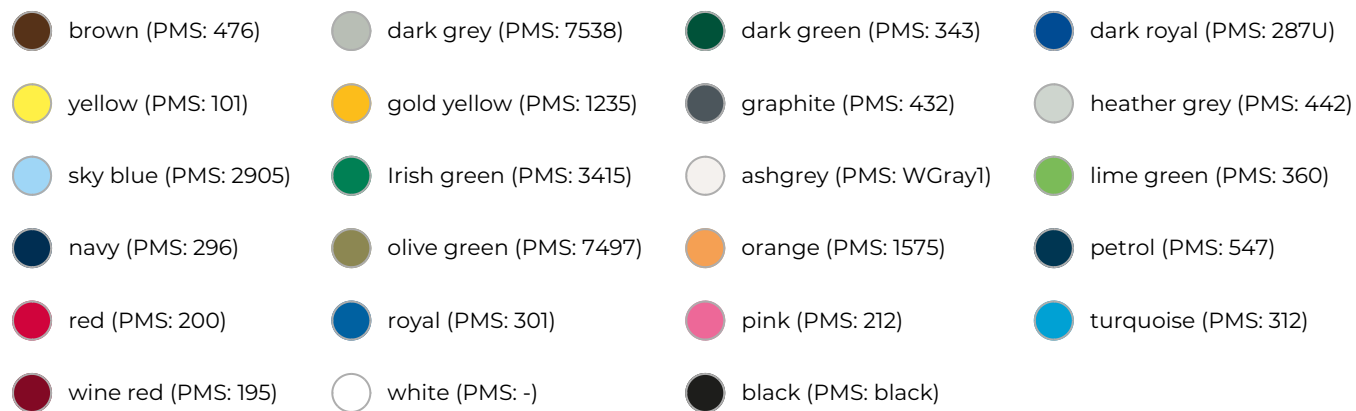 brown (PMS: 476)
dark grey (PMS: 7538)
dark green (PMS: 343)
dark royal (PMS: 287U)
yellow (PMS: 101)
gold yellow (PMS: 1235)
graphite (PMS: 432)
heather grey (PMS: 442)
sky blue (PMS: 2905)
Irish green (PMS: 3415)
ashgrey (PMS: WGray1)
lime green (PMS: 360)
navy (PMS: 296)
olive green (PMS: 7497)
orange (PMS: 1575)
petrol (PMS: 547)
red (PMS: 200)
royal (PMS: 301)
pink (PMS: 212)
turquoise (PMS: 312)
wine red (PMS: 195)
white (PMS: -)
black (PMS: black)